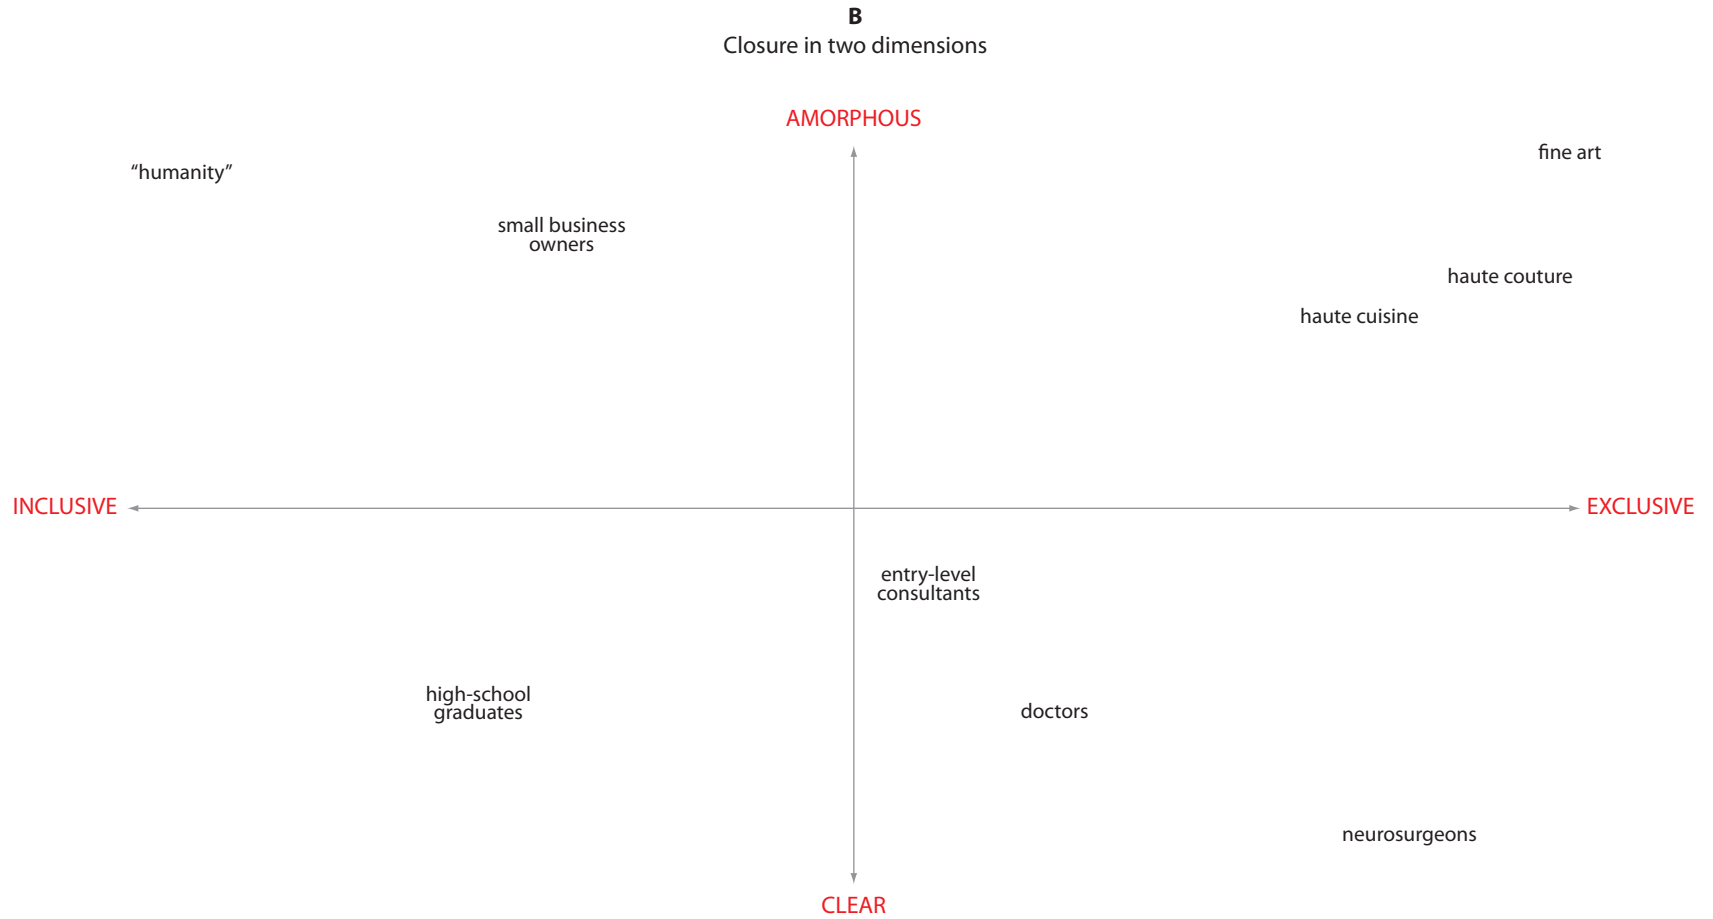 B
Closure in two dimensions
AMORPHOUS
fine art
“humanity”
small business
owners
haute couture
haute cuisine
INCLUSIVE
EXCLUSIVE
entry-level
consultants
high-school
graduates
doctors
neurosurgeons
CLEAR